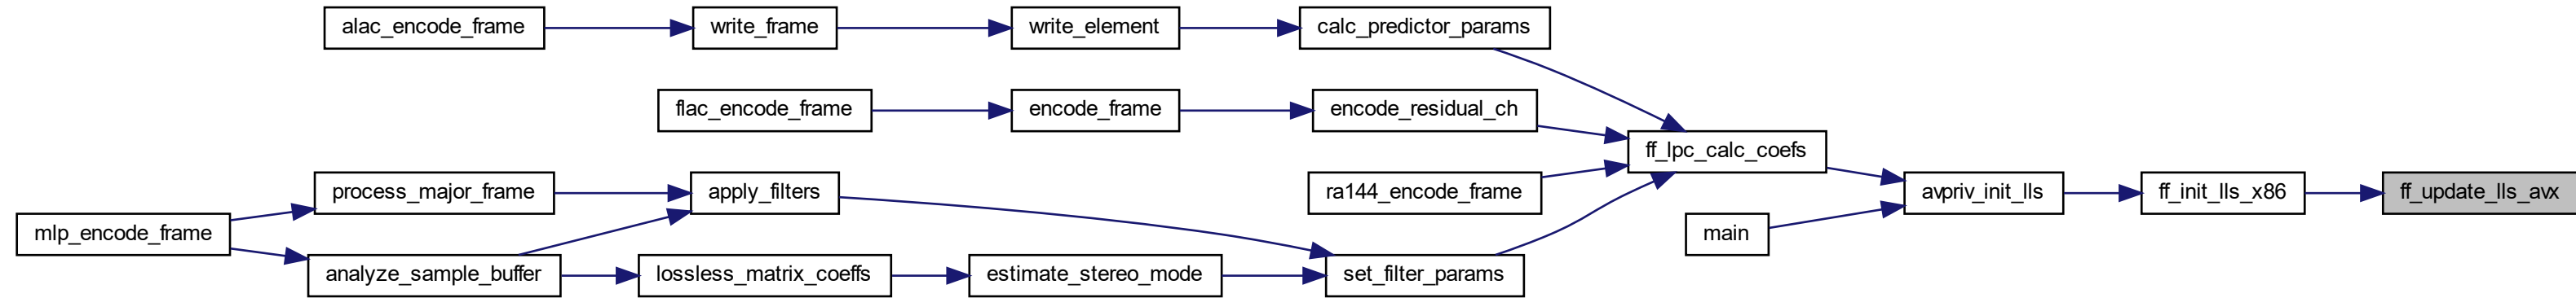 alac_encode_frame
write_frame
write_element
calc_predictor_params
flac_encode_frame
encode_frame
encode_residual_ch
ff_lpc_calc_coefs
process_major_frame
apply_filters
ra144_encode_frame
avpriv_init_lls
ff_init_lls_x86
ff_update_lls_avx
mlp_encode_frame
main
analyze_sample_buffer
lossless_matrix_coeffs
estimate_stereo_mode
set_filter_params